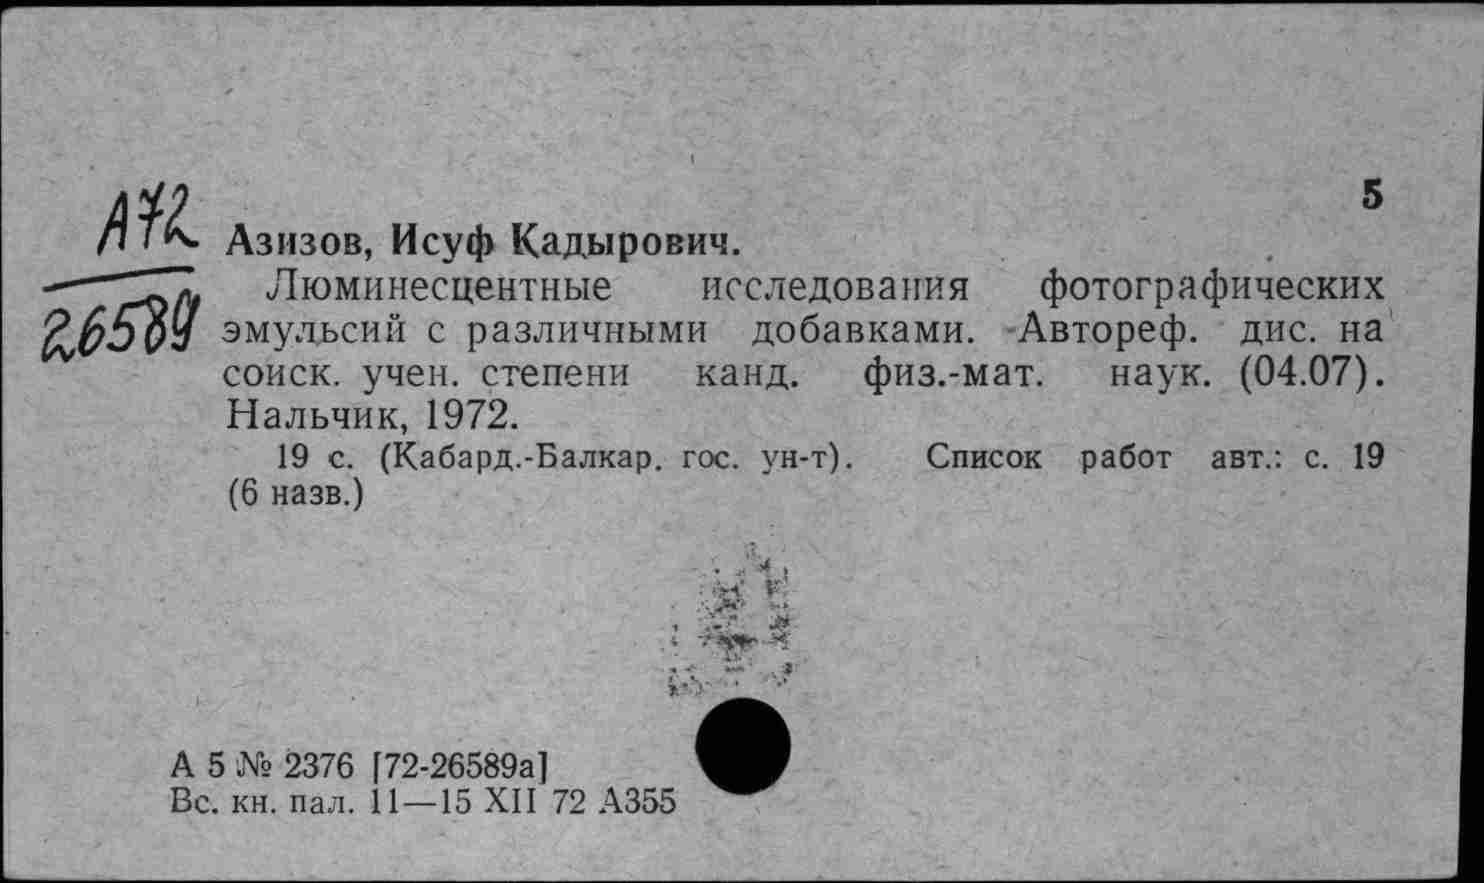 5
А72
26589
Азизов, Исуф Кадырович.
Люминесцентные исследования фотографических
эмульсий с различными добавками. Автореф. дис. на
соиск. учен. степени канд. физ.-мат. наук. (04.07).
Нальчик, 1972.
19 с. (Кабард.-Балкар. гос. ун-т). Список работ авт.: с. 19
(6 назв.)
А 5 № 2376 [72-26589а]
Вс. кн. пал. 11—15 XII 72 А355